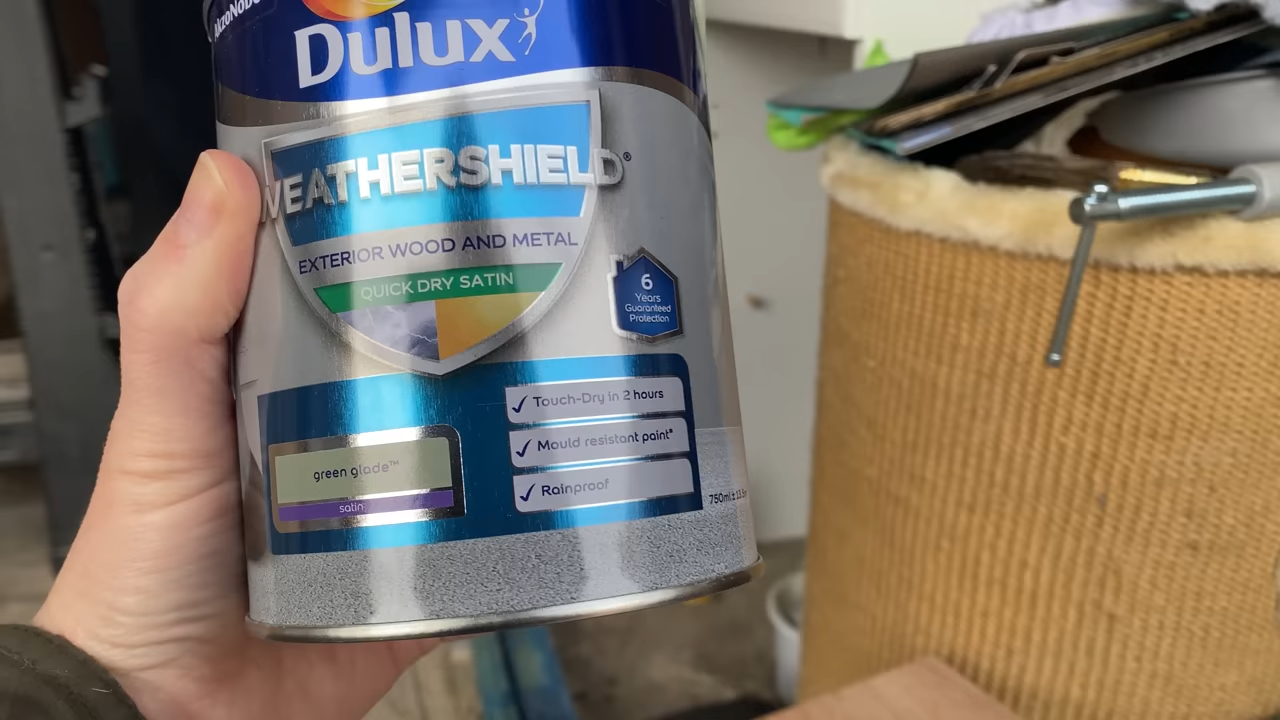 Dulux
WEATHERSHIELD®
EXTERIOR WOOD AND METAL
QUICK DRY SATIN
6
Years
Guaranteed
Protection
✓ Touch-Dry in 2 hours
✓ Mould resistant paint*
✓ Rainproof
green glade™
satin
750ml